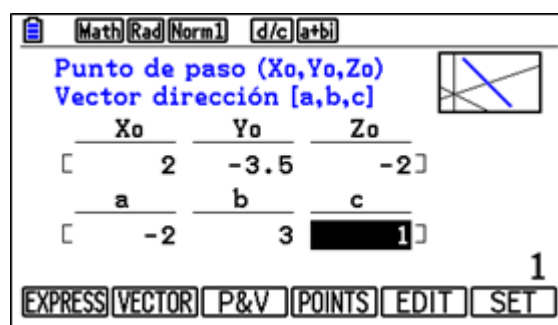 Math Rad Norm1 d/c a+bi
Punto de paso (Xo,Yo,Zo)
Vector dirección [a,b,c]
Xo Yo Zo
[ 2 -3.5 -2]
a b c
[ -2 3 1]
1
EXPRESS VECTOR P&V POINTS EDIT SET